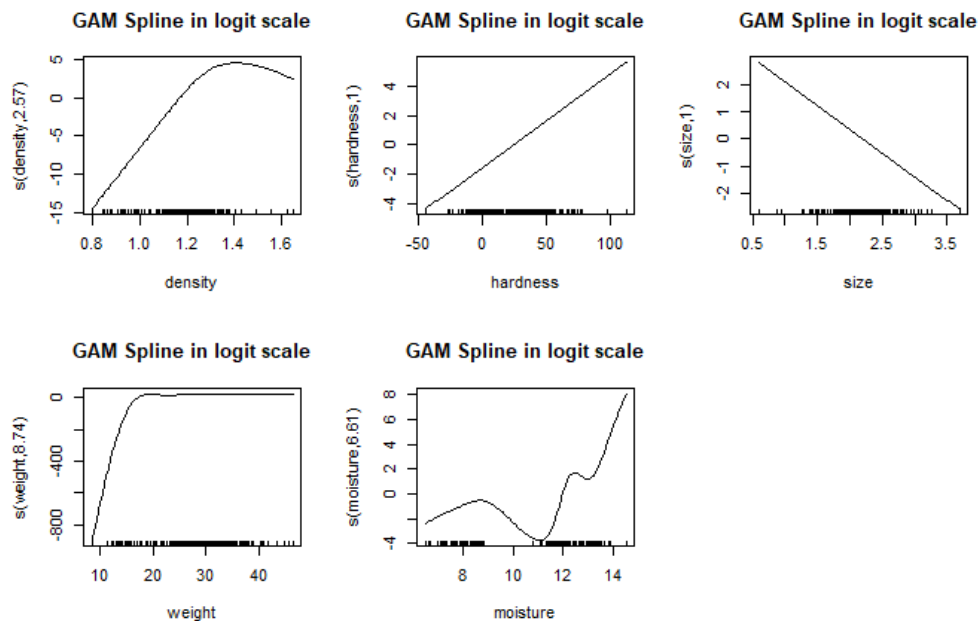 GAM Spline in logit scale
s(density,2.57)
5
0
-5
-10
-15
0.8 1.0 1.2 1.4 1.6
density
GAM Spline in logit scale
s(hardness,1)
4
2
0
-2
-4
-50 0 50 100
hardness
GAM Spline in logit scale
s(size,1)
2
1
0
-1
-2
0.5 1.5 2.5 3.5
size
GAM Spline in logit scale
s(weight,8.74)
0
-400
-800
10 20 30 40
weight
GAM Spline in logit scale
s(moisture,6.61)
8
6
4
2
0
-4
8 10 12 14
moisture